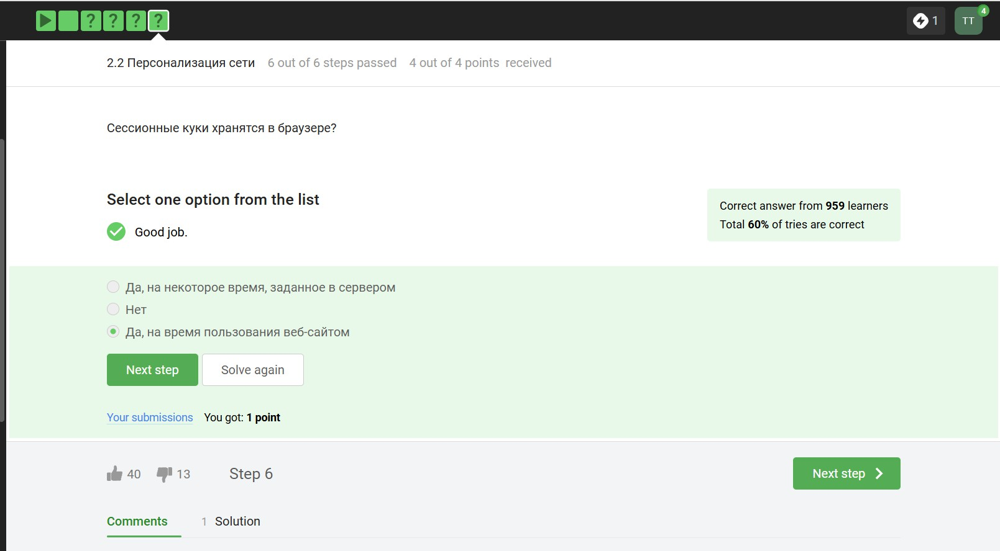 ? ? ? ?
1 TT 4
2.2 Персонализация сети 6 out of 6 steps passed 4 out of 4 points received
Сессионные куки хранятся в браузере?
Select one option from the list
Good job.
Correct answer from 959 learners
Total 60% of tries are correct
Да, на некоторое время, заданное в сервером
Нет
Да, на время пользования веб-сайтом
Next step Solve again
Your submissions You got: 1 point
40 13 Step 6 Next step
Comments 1 Solution